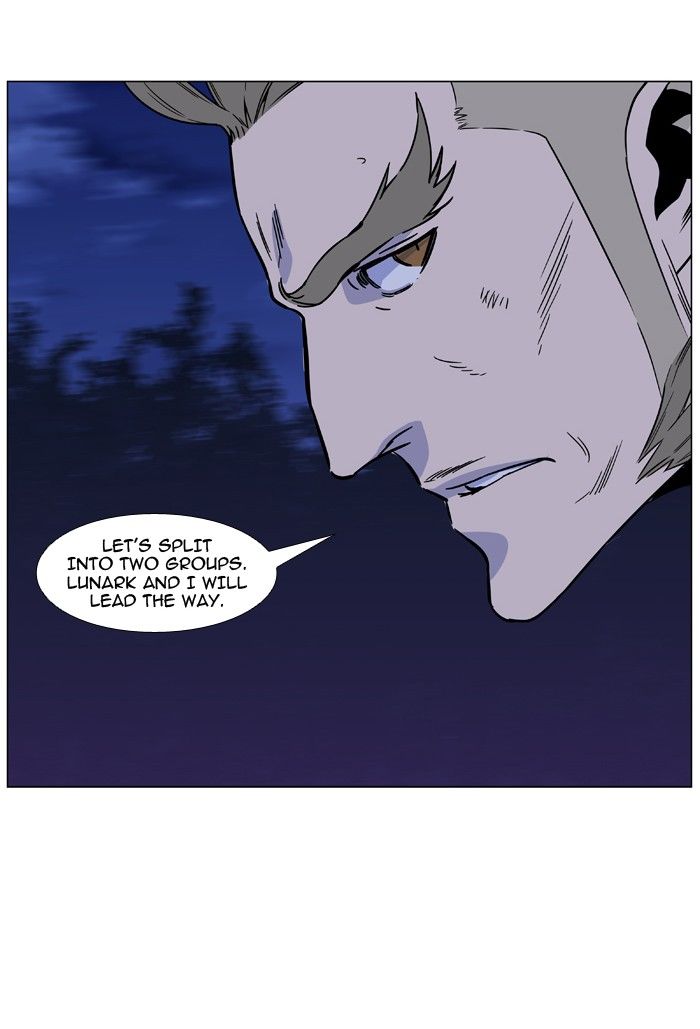 LET'S SPLIT
INTO TWO GROUPS.
LUNARK AND I WILL
LEAD THE WAY.